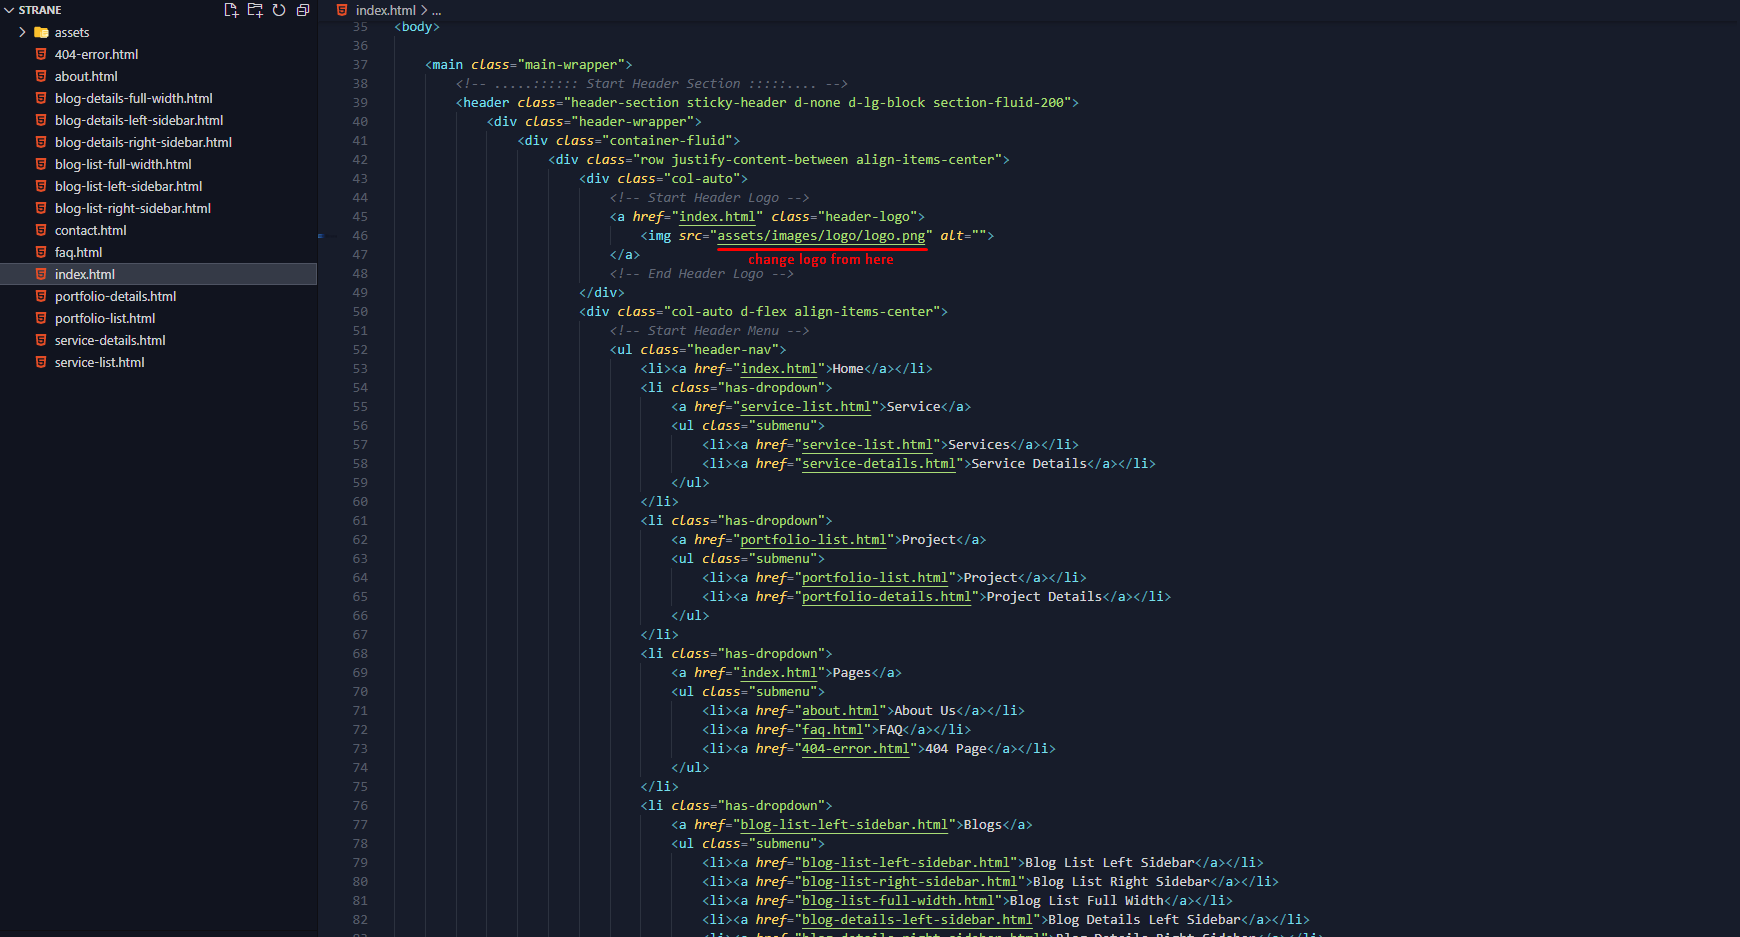 STRANE
assets
404-error.html
about.html
blog-details-full-width.html
blog-details-left-sidebar.html
blog-details-right-sidebar.html
blog-list-full-width.html
blog-list-left-sidebar.html
blog-list-right-sidebar.html
contact.html
faq.html
index.html
portfolio-details.html
portfolio-list.html
service-details.html
service-list.html
index.html > ...
35 <body>
36
37 <main class="main-wrapper">
38 <!-- .....:::::: Start Header Section :::::.... -->
39 <header class="header-section sticky-header d-none d-lg-block section-fluid-200">
40 <div class="header-wrapper">
41 <div class="container-fluid">
42 <div class="row justify-content-between align-items-center">
43 <div class="col-auto">
44 <!-- Start Header Logo -->
45 <a href="index.html" class="header-logo">
46 <img src="assets/images/logo/logo.png" alt="">
47 </a>
change logo from here
48 <!-- End Header Logo -->
49 </div>
50 <div class="col-auto d-flex align-items-center">
51 <!-- Start Header Menu -->
52 <ul class="header-nav">
53 <li><a href="index.html">Home</a></li>
54 <li class="has-dropdown">
55 <a href="service-list.html">Service</a>
56 <ul class="submenu">
57 <li><a href="service-list.html">Services</a></li>
58 <li><a href="service-details.html">Service Details</a></li>
59 </ul>
60 </li>
61 <li class="has-dropdown">
62 <a href="portfolio-list.html">Project</a>
63 <ul class="submenu">
64 <li><a href="portfolio-list.html">Project</a></li>
65 <li><a href="portfolio-details.html">Project Details</a></li>
66 </ul>
67 </li>
68 <li class="has-dropdown">
69 <a href="index.html">Pages</a>
70 <ul class="submenu">
71 <li><a href="about.html">About Us</a></li>
72 <li><a href="faq.html">FAQ</a></li>
73 <li><a href="404-error.html">404 Page</a></li>
74 </ul>
75 </li>
76 <li class="has-dropdown">
77 <a href="blog-list-left-sidebar.html">Blogs</a>
78 <ul class="submenu">
79 <li><a href="blog-list-left-sidebar.html">Blog List Left Sidebar</a></li>
80 <li><a href="blog-list-right-sidebar.html">Blog List Right Sidebar</a></li>
81 <li><a href="blog-list-full-width.html">Blog List Full Width</a></li>
82 <li><a href="blog-details-left-sidebar.html">Blog Details Left Sidebar</a></li>